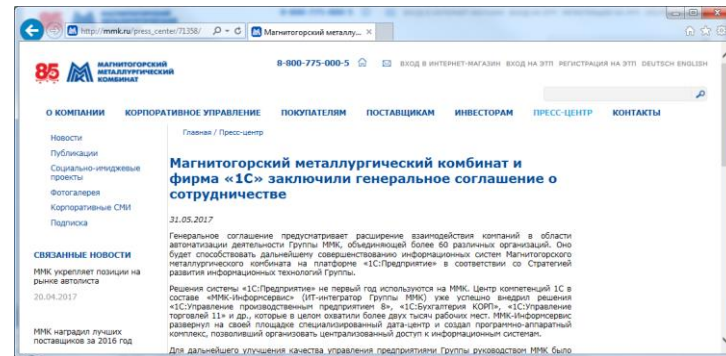 http://mmk.ru/press_center/71358/
Магнитогорский металлу...
85
МАГНИТОГОРСКИЙ
МЕТАЛЛУРГИЧЕСКИЙ
КОМБИНАТ
8-800-775-000-5 ВХОД В ИНТЕРНЕТ-МАГАЗИН ВХОД НА ЭТП РЕГИСТРАЦИЯ НА ЭТП DEUTSCH ENGLISH
О КОМПАНИИ КОРПОРАТИВНОЕ УПРАВЛЕНИЕ ПОКУПАТЕЛЯМ ПОСТАВЩИКАМ ИНВЕСТОРАМ ПРЕСС-ЦЕНТР КОНТАКТЫ
Новости
Публикации
Социально-имиджевые
проекты
Фотогалерея
Корпоративные СМИ
Подписка
СВЯЗАННЫЕ НОВОСТИ
ММК укрепляет позиции на
рынке автолиста
20.04.2017
ММК наградил лучших
поставщиков за 2016 год
Главная / Пресс-центр
Магнитогорский металлургический комбинат и
фирма «1С» заключили генеральное соглашение о
сотрудничестве
31.05.2017
Генеральное соглашение предусматривает расширение взаимодействия компаний в области
автоматизации деятельности Группы ММК, объединяющей более 60 различных организаций. Оно
будет способствовать дальнейшему совершенствованию информационных систем Магнитогорского
металлургического комбината на платформе «1С:Предприятие» в соответствии со Стратегией
развития информационных технологий Группы.
Решения системы «1С:Предприятие» не первый год используются на ММК. Центр компетенций 1С в
составе «ММК-Информсервис» (ИТ-интегратор Группы ММК) уже успешно внедрил решения
«1С:Управление производственным предприятием 8», «1С:Бухгалтерия КОРП», «1С:Управление
торговлей 11» и др., которые в целом охватили более двух тысяч рабочих мест. ММК-Информсервис
развернул на своей площадке специализированный дата-центр и создал программно-аппаратный
комплекс, позволивший организовать централизованный доступ к информационным системам.
Для дальнейшего улучшения качества управления предприятиями Группы руководством ММК было